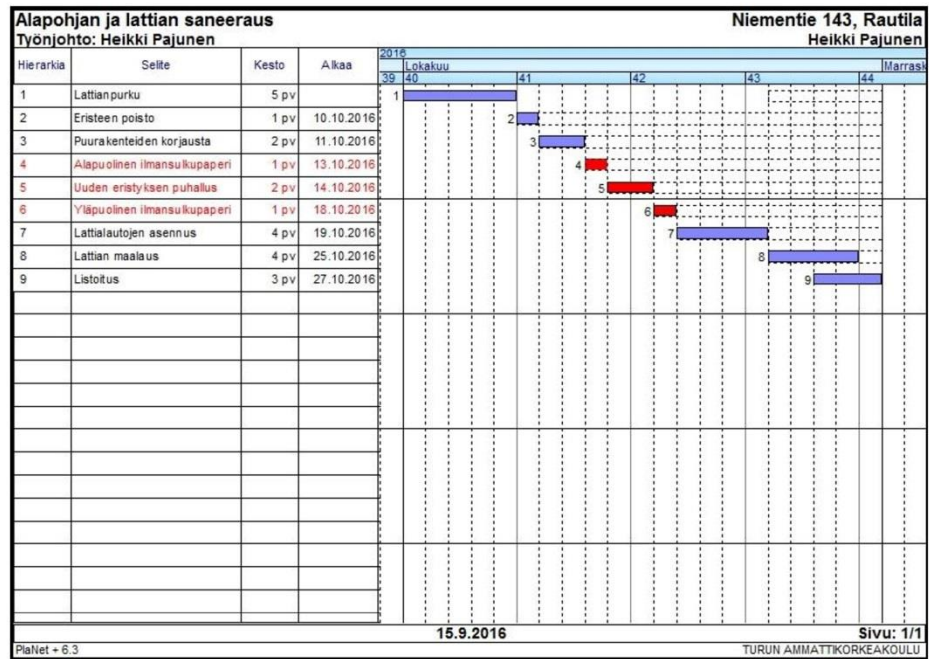 Alapohjan ja lattian saneeraus Niementie 143, Rautila
Työnjohto: Heikki Pajunen Heikki Pajunen
2016
Hierarkia Selite Kesto Alkaa Lokakuu Marrask
39 40 41 42 43 44
1 Lattian purku 5 pv 1
2 Eristeen poisto 1 pv 10.10.2016 2
3 Puurakenteiden korjausta 2 pv 11.10.2016 3
4 Alapuolinen ilmansulkupaperi 1 pv 13.10.2016 4
5 Uuden eristyksen puhallus 2 pv 14.10.2016 5
6 Yläpuolinen ilmansulkupaperi 1 pv 18.10.2016 6
7 Lattialautojen asennus 4 pv 19.10.2016 7
8 Lattian maalaus 4 pv 25.10.2016 8
9 Listoitus 3 pv 27.10.2016 9
15.9.2016 Sivu: 1/1
PlaNet + 6.3 TURUN AMMATTIKORKEAKOULU